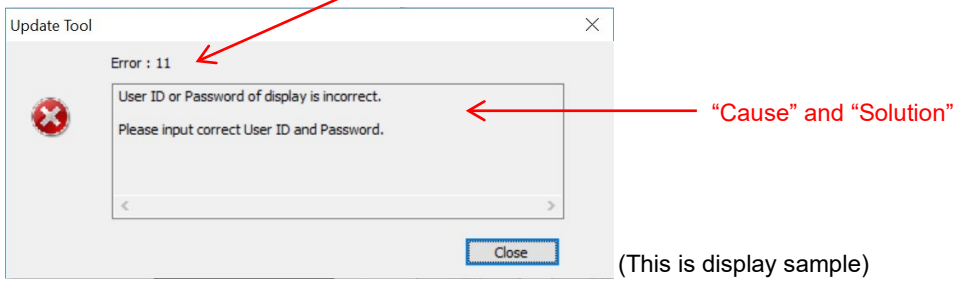 Update Tool
Error : 11
User ID or Password of display is incorrect.
Please input correct User ID and Password.
“Cause” and “Solution”
Close
(This is display sample)